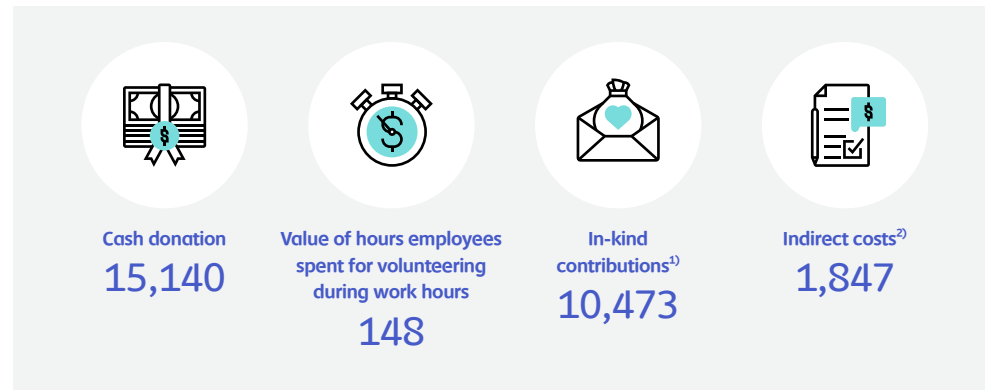 Cash donation
15,140
Value of hours employees
spent for volunteering
during work hours
148
In-kind
contributions1)
10,473
Indirect costs2)
1,847
$
$
$